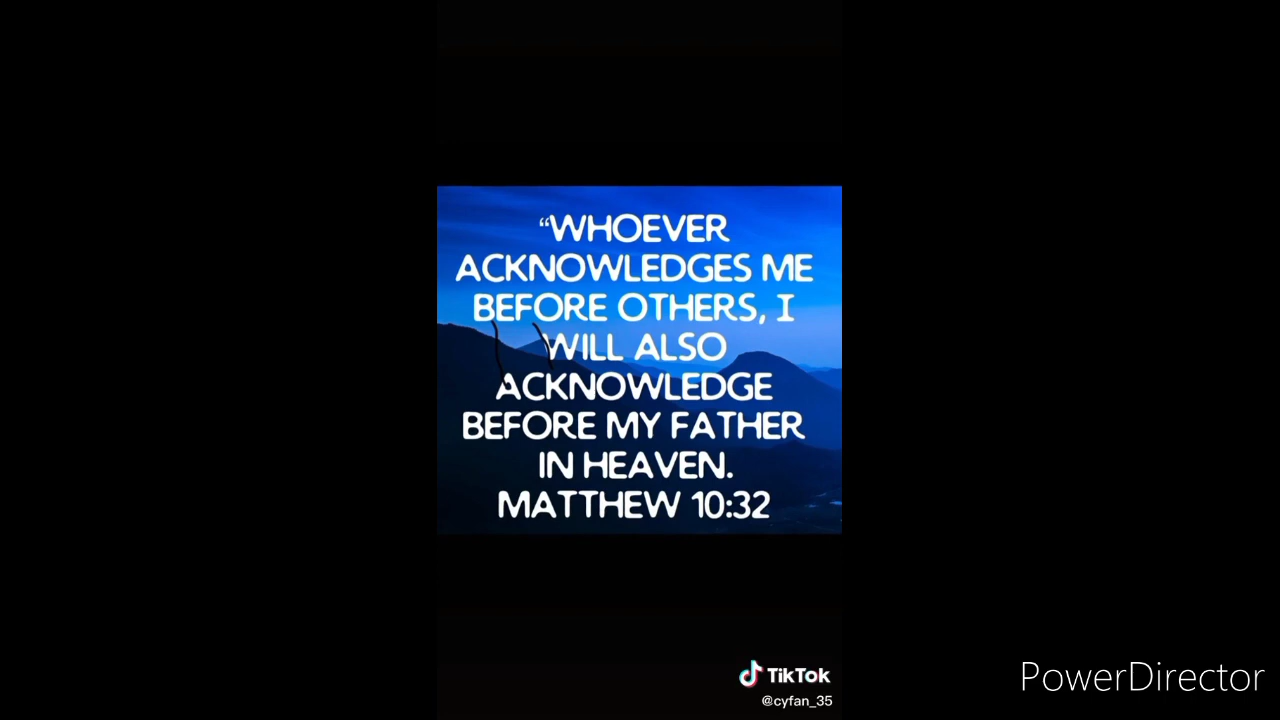 “WHOEVER
ACKNOWLEDGES ME
BEFORE OTHERS, I
WILL ALSO
ACKNOWLEDGE
BEFORE MY FATHER
IN HEAVEN.
MATTHEW 10:32
TikTok
@cyfan_35
PowerDirector